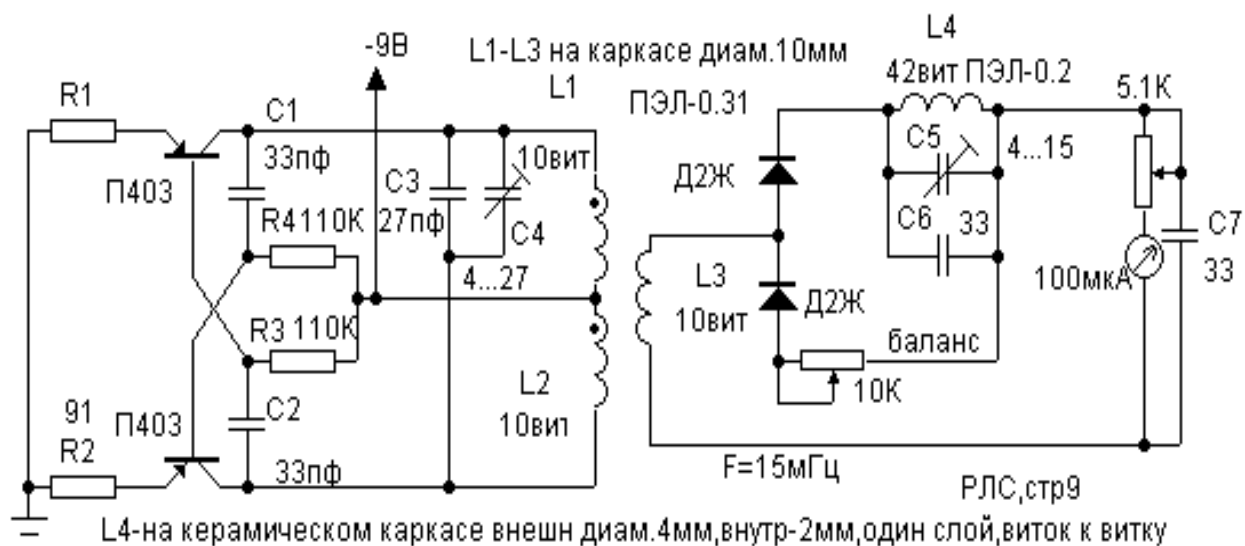 -9В
L1-L3 на каркасе диам.10мм
L4
42вит ПЭЛ-0.2
R1
C1
L1
ПЭЛ-0.31
5.1К
33пф
10вит
C5
4...15
П403
C3
Д2Ж
R4110К
27пф
C4
C6
33
C7
4...27
L3
100мкА
33
R3
110К
10вит
Д2Ж
баланс
91
П403
C2
L2
10К
R2
10вит
33пф
F=15мГц
РЛС,стр9
L4-на керамическом каркасе внешн диам.4мм,внутр-2мм,один слой,виток к витку